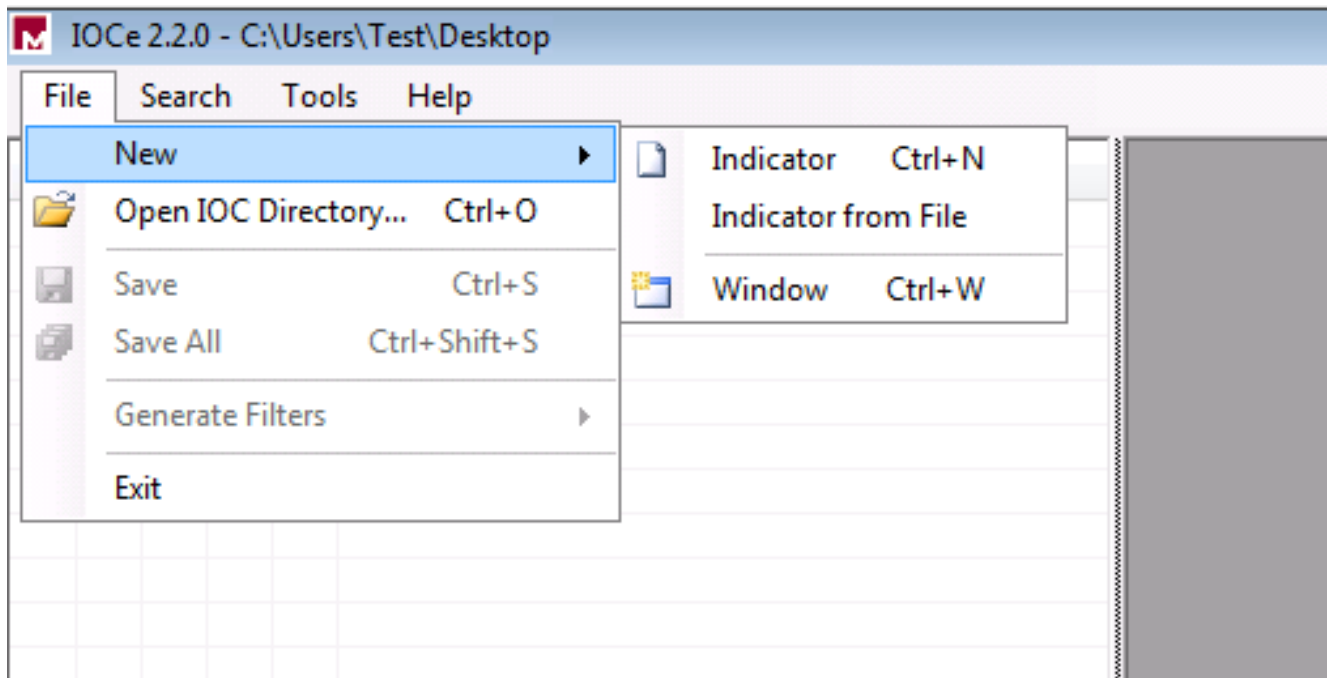 IOCe 2.2.0 - C:\Users\Test\Desktop
File Search Tools Help
New
Open IOC Directory... Ctrl+O
Save Ctrl+S
Save All Ctrl+Shift+S
Generate Filters
Exit
Indicator Ctrl+N
Indicator from File
Window Ctrl+W